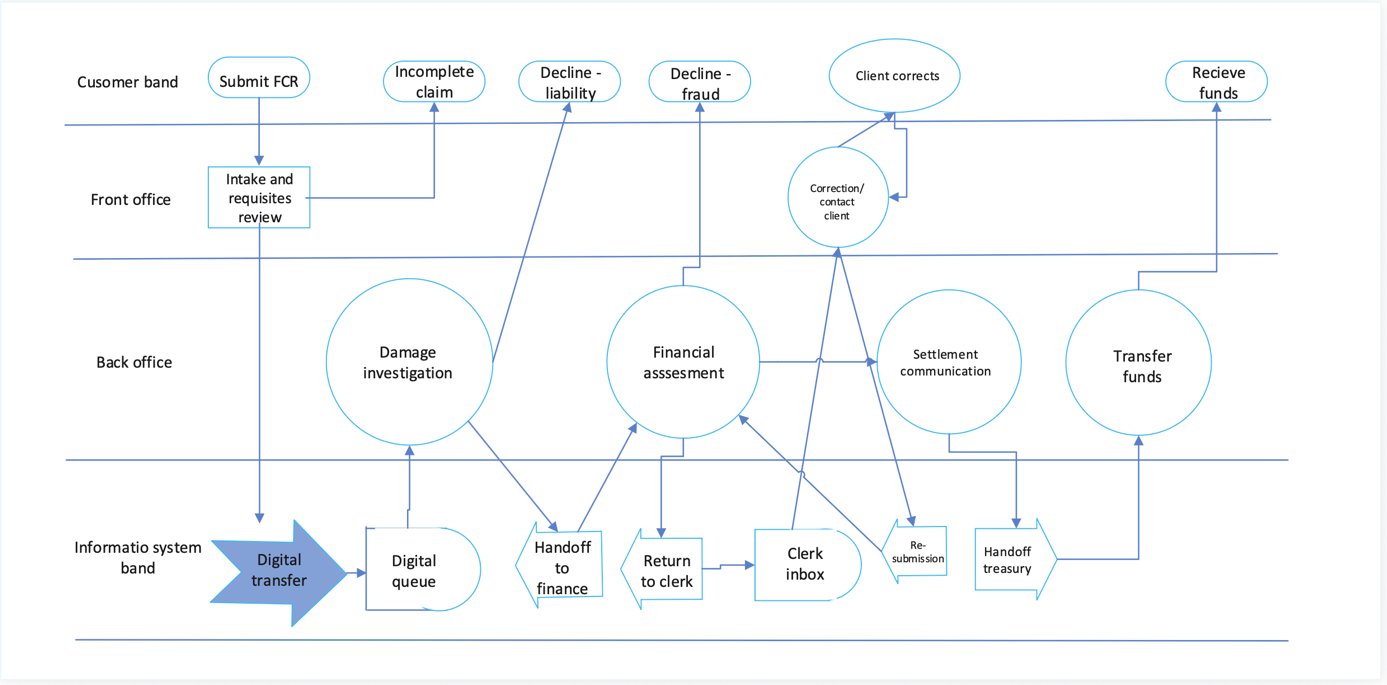 Cusomer band
Submit FCR
Incomplete
claim
Decline -
liability
Decline -
fraud
Client corrects
Recieve
funds
Front office
Intake and
requisites
review
Correction/
contact
client
Back office
Damage
investigation
Financial
asssesment
Settlement
communication
Transfer
funds
Informatio system
band
Digital
transfer
Digital
queue
Handoff
to
finance
Return
to clerk
Clerk
inbox
Re-
submission
Handoff
treasury